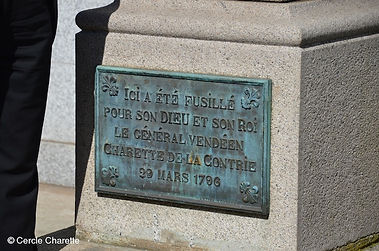 ICI A ÉTÉ FUSILLÉ
POUR SON DIEU ET SON ROI
LE GÉNÉRAL VENDÉEN
CHARETTE DE LA CONTRIE
29 MARS 1796
© Cercle Charette